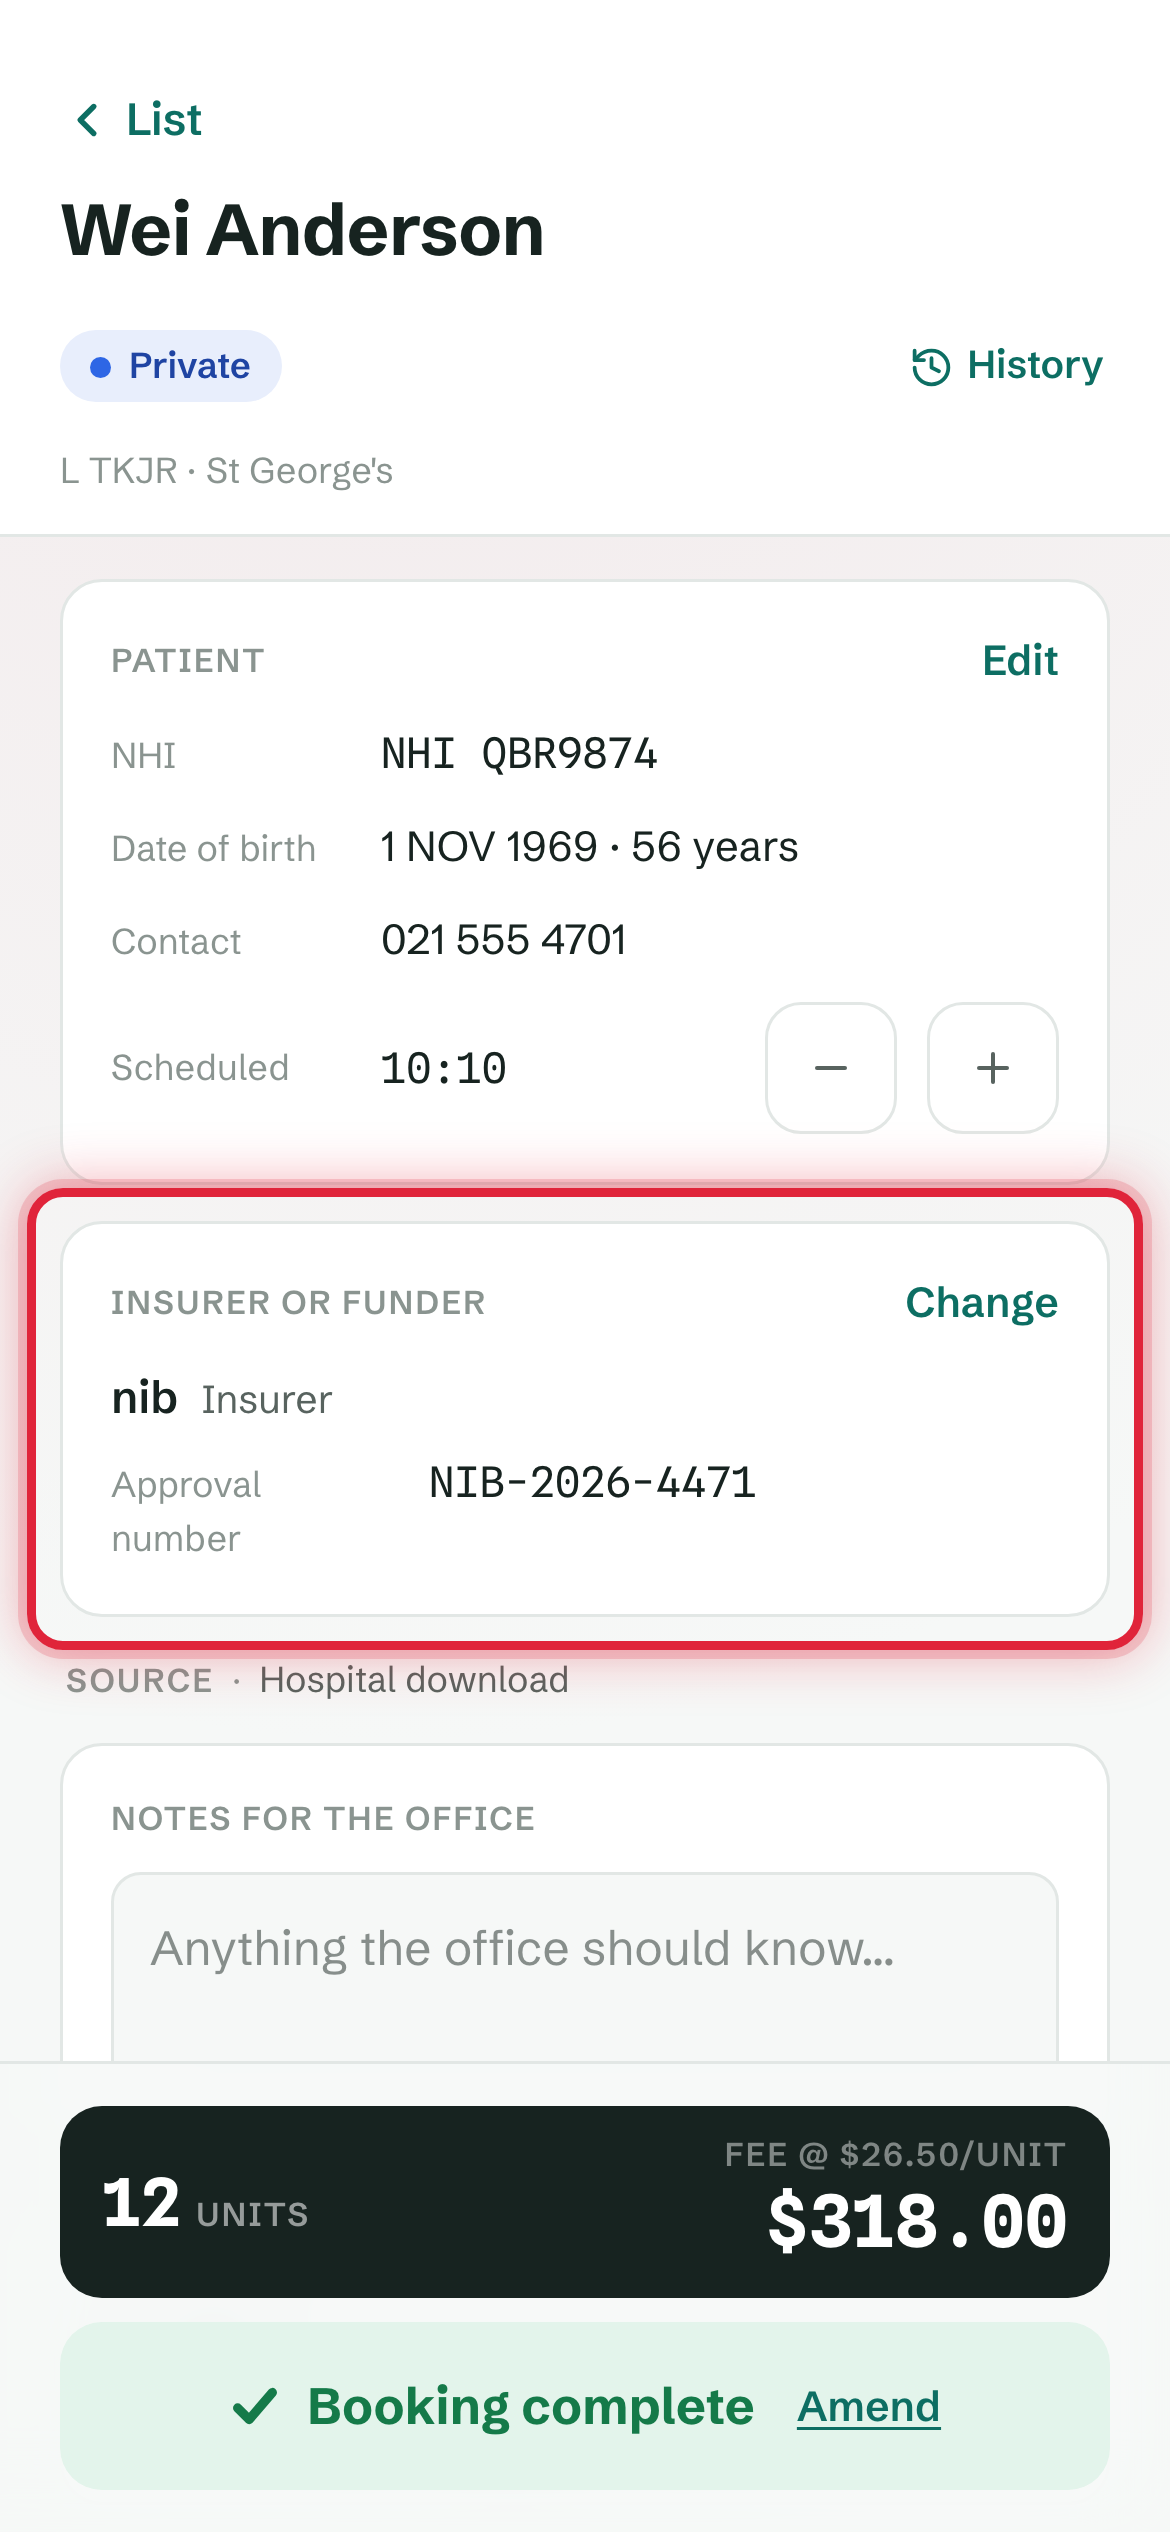 List
Wei Anderson
Private
History
L TKJR · St George's
PATIENT
Edit
NHI NHI QBR9874
Date of birth 1 NOV 1969 · 56 years
Contact 021 555 4701
Scheduled 10:10
INSURER OR FUNDER
Change
nib Insurer
Approval number NIB-2026-4471
SOURCE · Hospital download
NOTES FOR THE OFFICE
Anything the office should know...
FEE @ $26.50/UNIT
12 UNITS
$318.00
Booking complete Amend